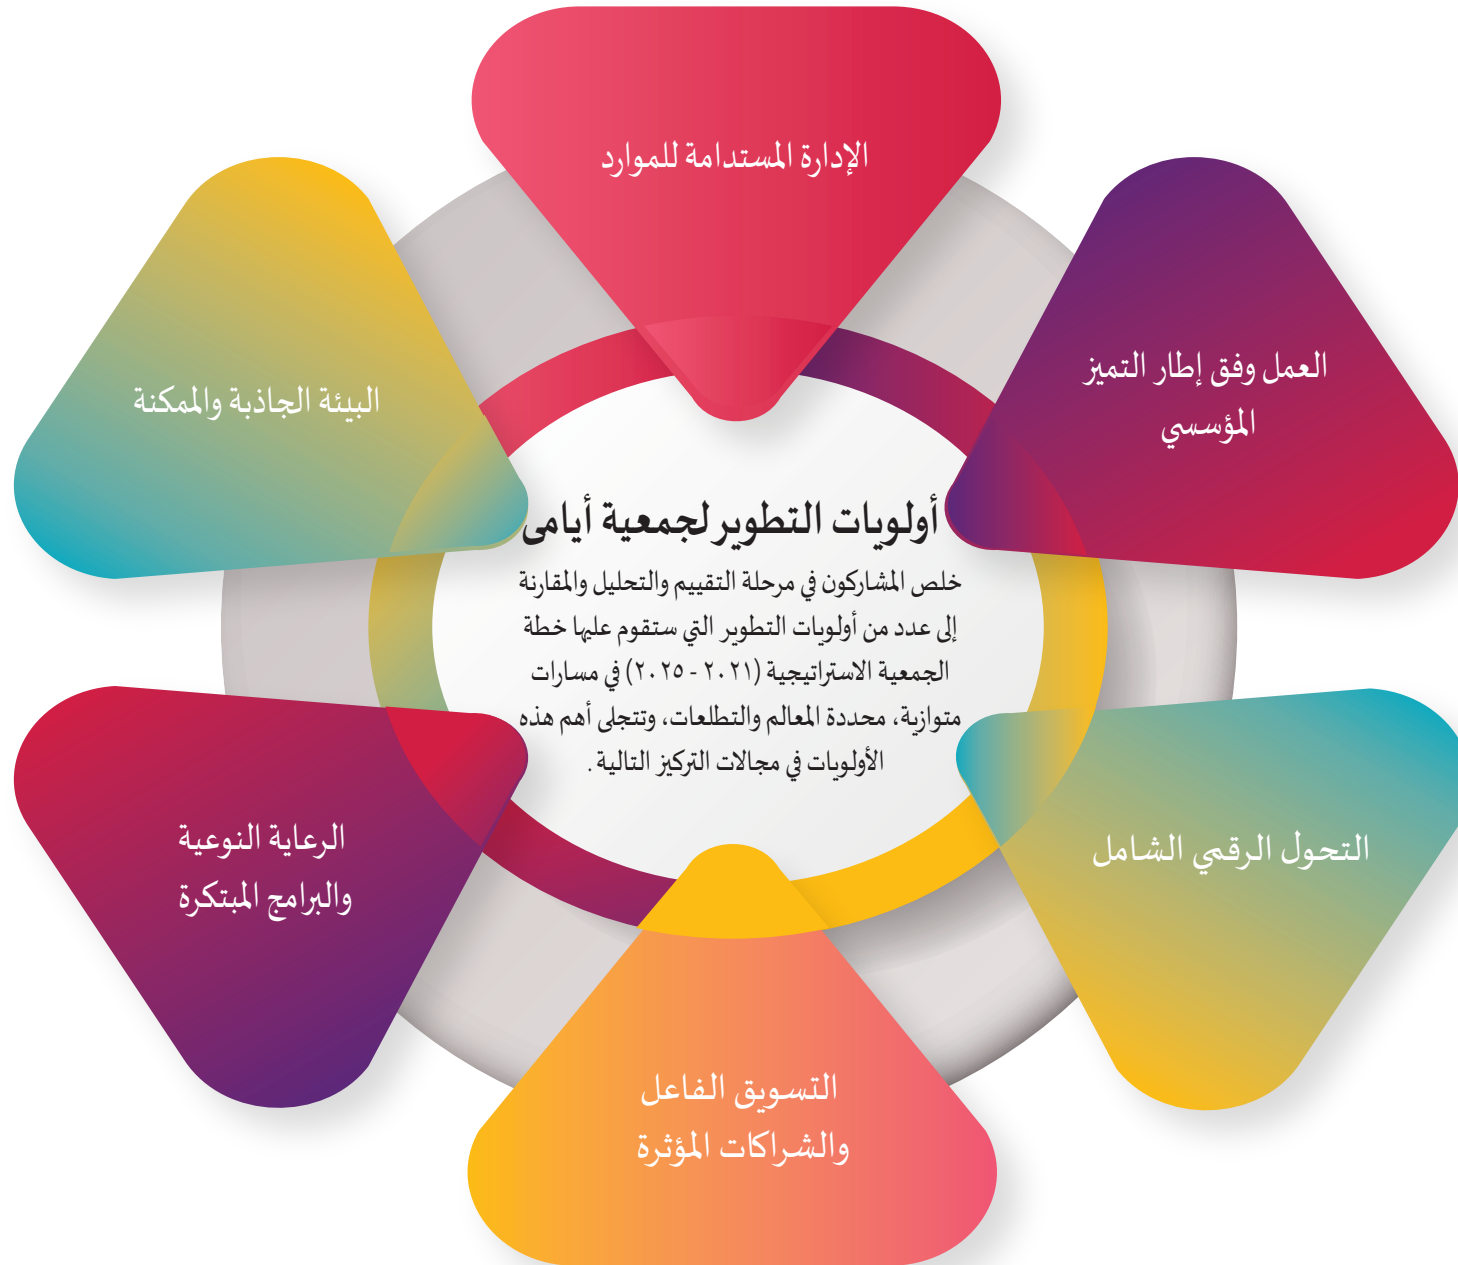 الإدارة المستدامة للموارد
العمل وفق إطار التميز
المؤسسي
البيئة الجاذبة والممكنة
أولويات التطوير لجمعية أيامى
خلص المشاركون في مرحلة التقييم والتحليل والمقارنة
إلى عدد من أولويات التطوير التي ستقوم عليها خطة
الجمعية الاستراتيجية (٢٠٢١ - ٢٠٢٥) في مسارات
متوازية، محددة المعالم والتطلعات، وتتجلى أهم هذه
الأولويات في مجالات التركيز التالية .
التحول الرقمي الشامل
الرعاية النوعية
والبرامج المبتكرة
التسويق الفاعل
والشراكات المؤثرة